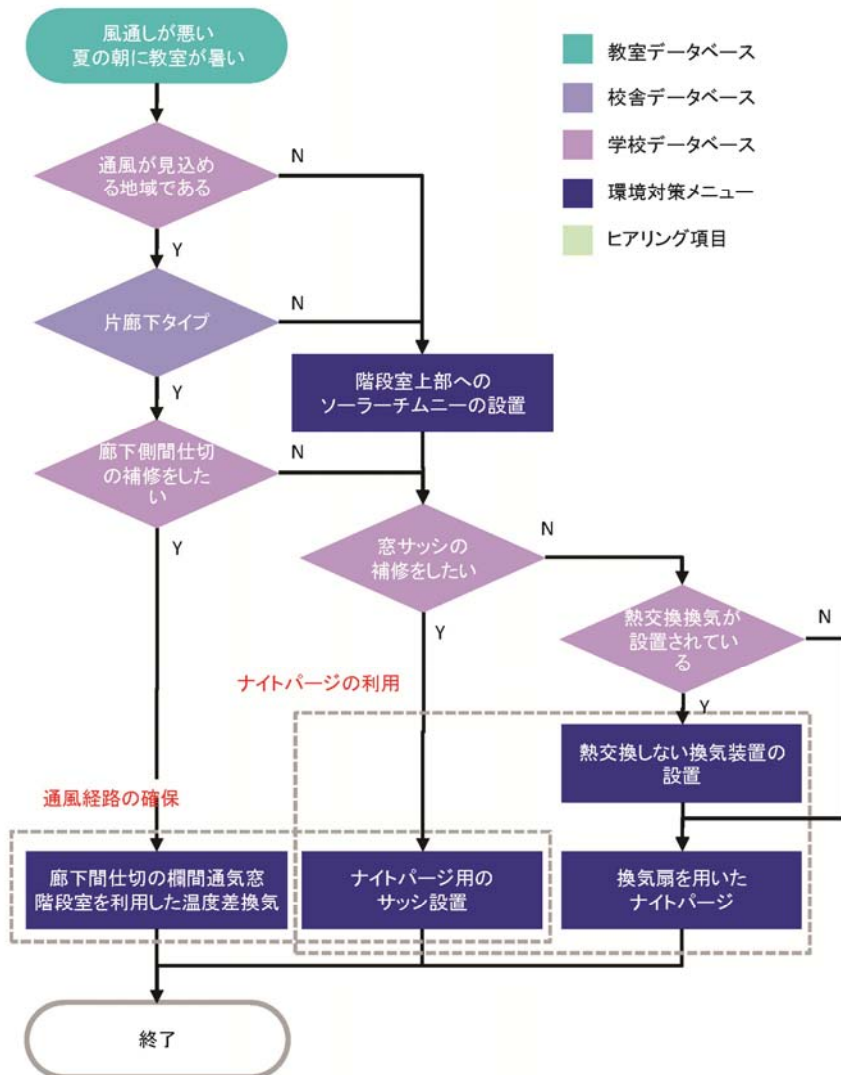 風通しが悪い
夏の朝に教室が暑い
教室データベース
校舎データベース
学校データベース
環境対策メニュー
ヒアリング項目
通風が見込め
る地域である
N
Y
片廊下タイプ
N
Y
階段室上部への
ソーラーチムニーの設置
廊下側間仕切
の補修をした
い
N
Y
窓サッシの
補修をしたい
N
Y
熱交換換気が
設置されてい
る
N
Y
ナイトパージの利用
熱交換しない換気装置の
設置
通風経路の確保
廊下間仕切の欄間通気窓
階段室を利用した温度差換気
ナイトパージ用の
サッシ設置
換気扇を用いた
ナイトパージ
終了